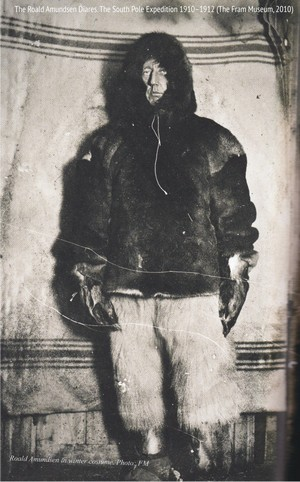 The Roald Amundsen Diares. The South Pole Expedition 1910–1912 (The Fram Museum, 2010)
Roald Amundsen in winter costume. Photo: FM